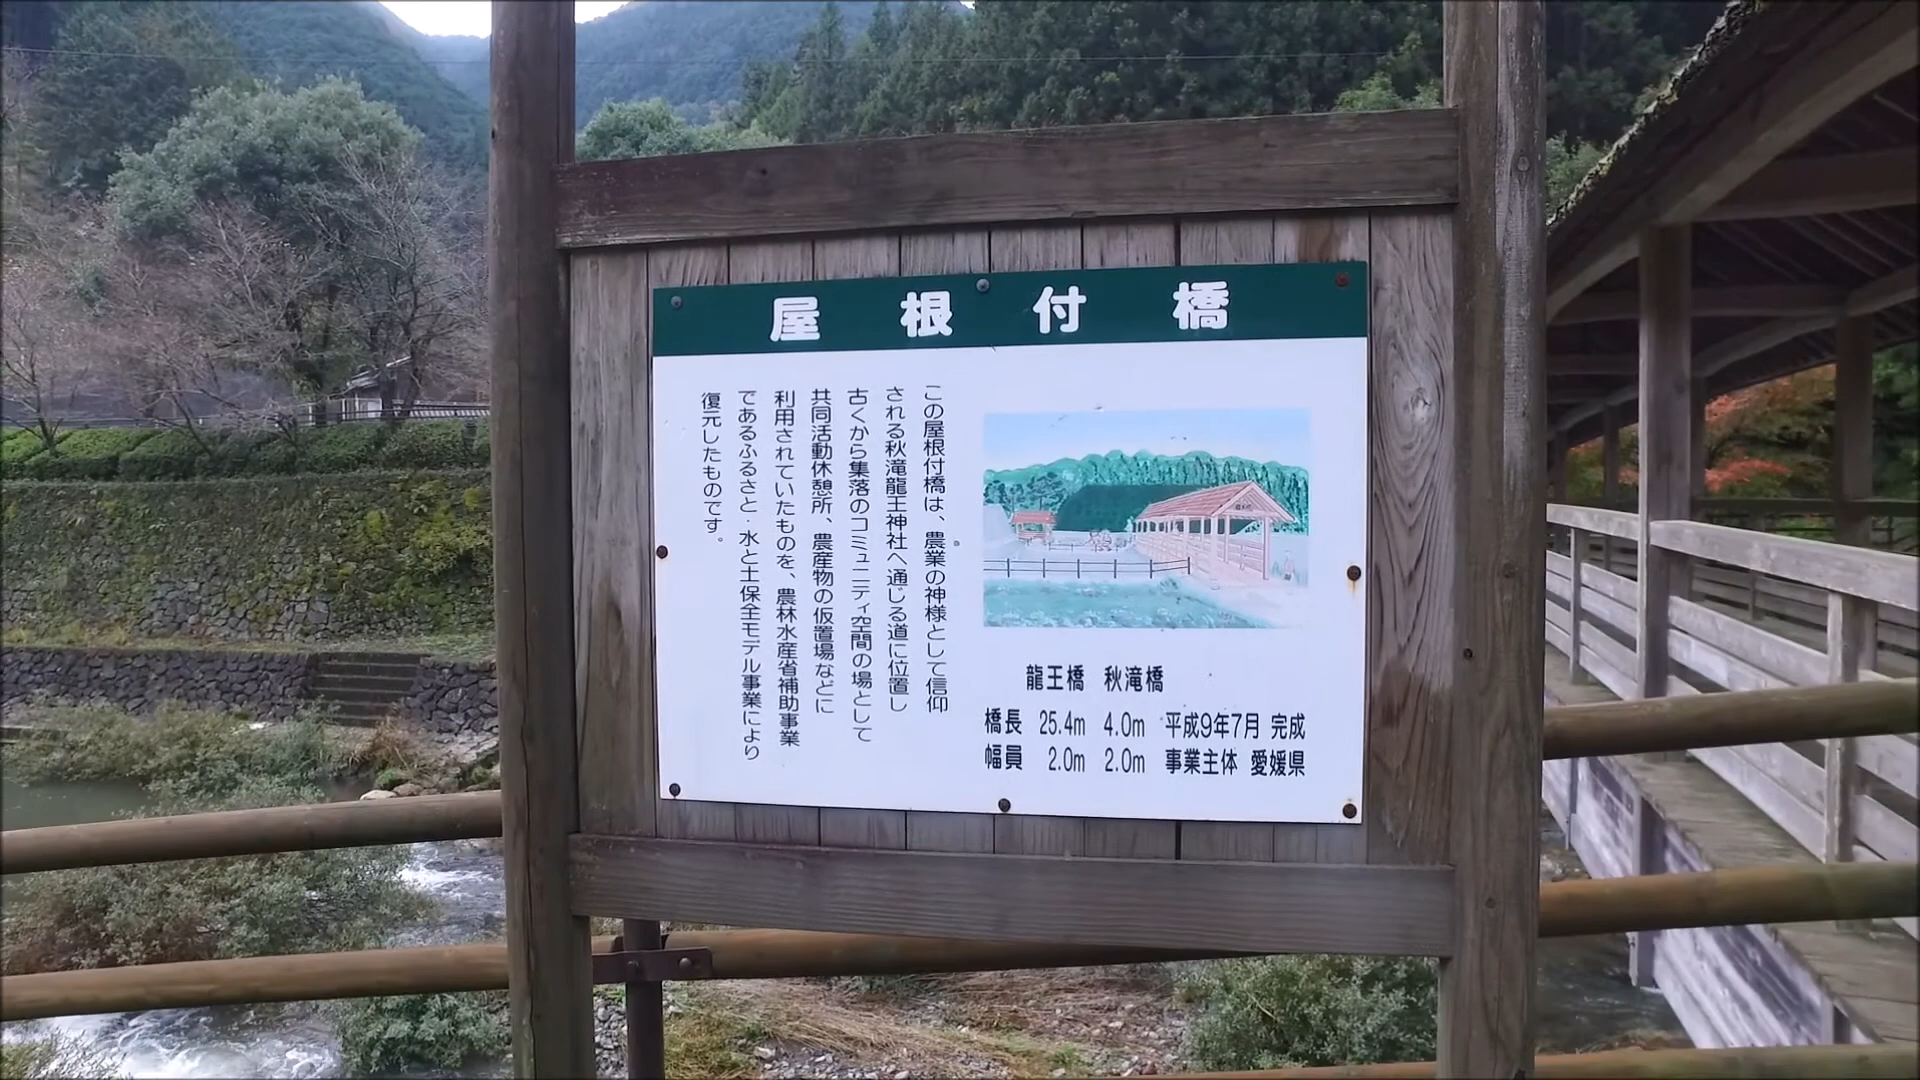 屋根付橋
この屋根付橋は、農業の神様として信仰
される秋滝龍王神社へ通じる道に位置し
古くから集落のコミュニティ空間の場として
共同活動休憩所、農産物の仮置場などに
利用されていたものを、農林水産省補助事業
であるふるさと・水と土保全モデル事業により
復元したものです。
龍王橋 秋滝橋
橋長 25.4m 4.0m 平成9年7月 完成
幅員 2.0m 2.0m 事業主体 愛媛県